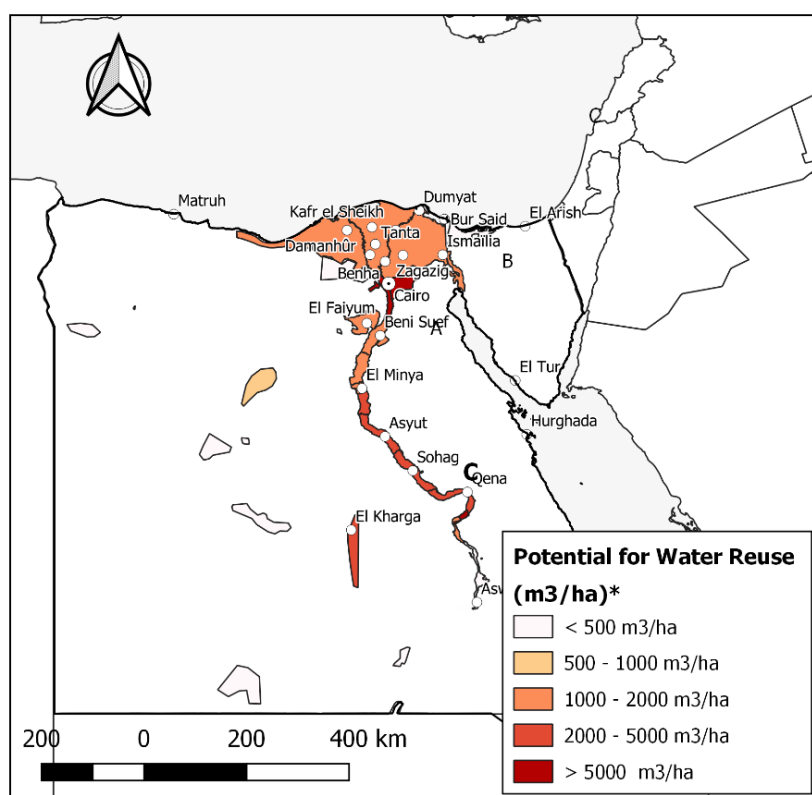 Matruh
Dumyat
Kafr el Sheikh
Bur Said
El Arish
Tanta
Damanhûr
Ismâilia
B
Benha
Zagazig
Cairo
El Faiyum
Beni Suef
A
El Minya
El Tur
Hurghada
Asyut
Sohag
C
Qena
El Kharga
Asw
Potential for Water Reuse
(m3/ha)*
< 500 m3/ha
500 - 1000 m3/ha
1000 - 2000 m3/ha
2000 - 5000 m3/ha
> 5000 m3/ha
200 0 200 400 km